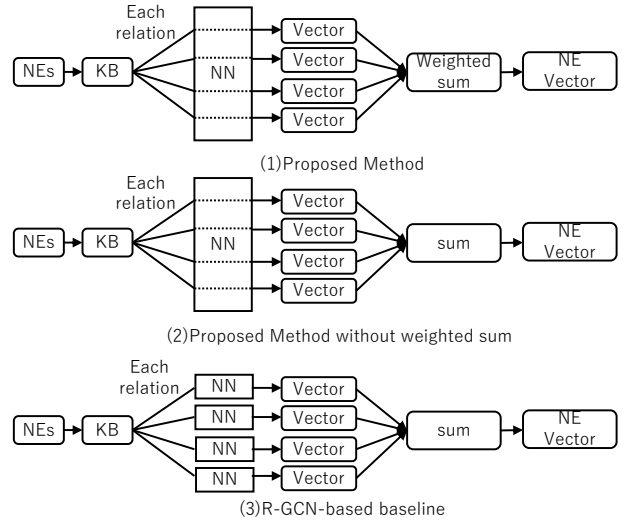 Each
relation
NEs
KB
NN
Vector
Vector
Vector
Vector
Weighted
sum
NE
Vector
(1)Proposed Method
Each
relation
NEs
KB
NN
Vector
Vector
Vector
Vector
sum
NE
Vector
(2)Proposed Method without weighted sum
Each
relation
NEs
KB
NN
NN
NN
NN
Vector
Vector
Vector
Vector
sum
NE
Vector
(3)R-GCN-based baseline